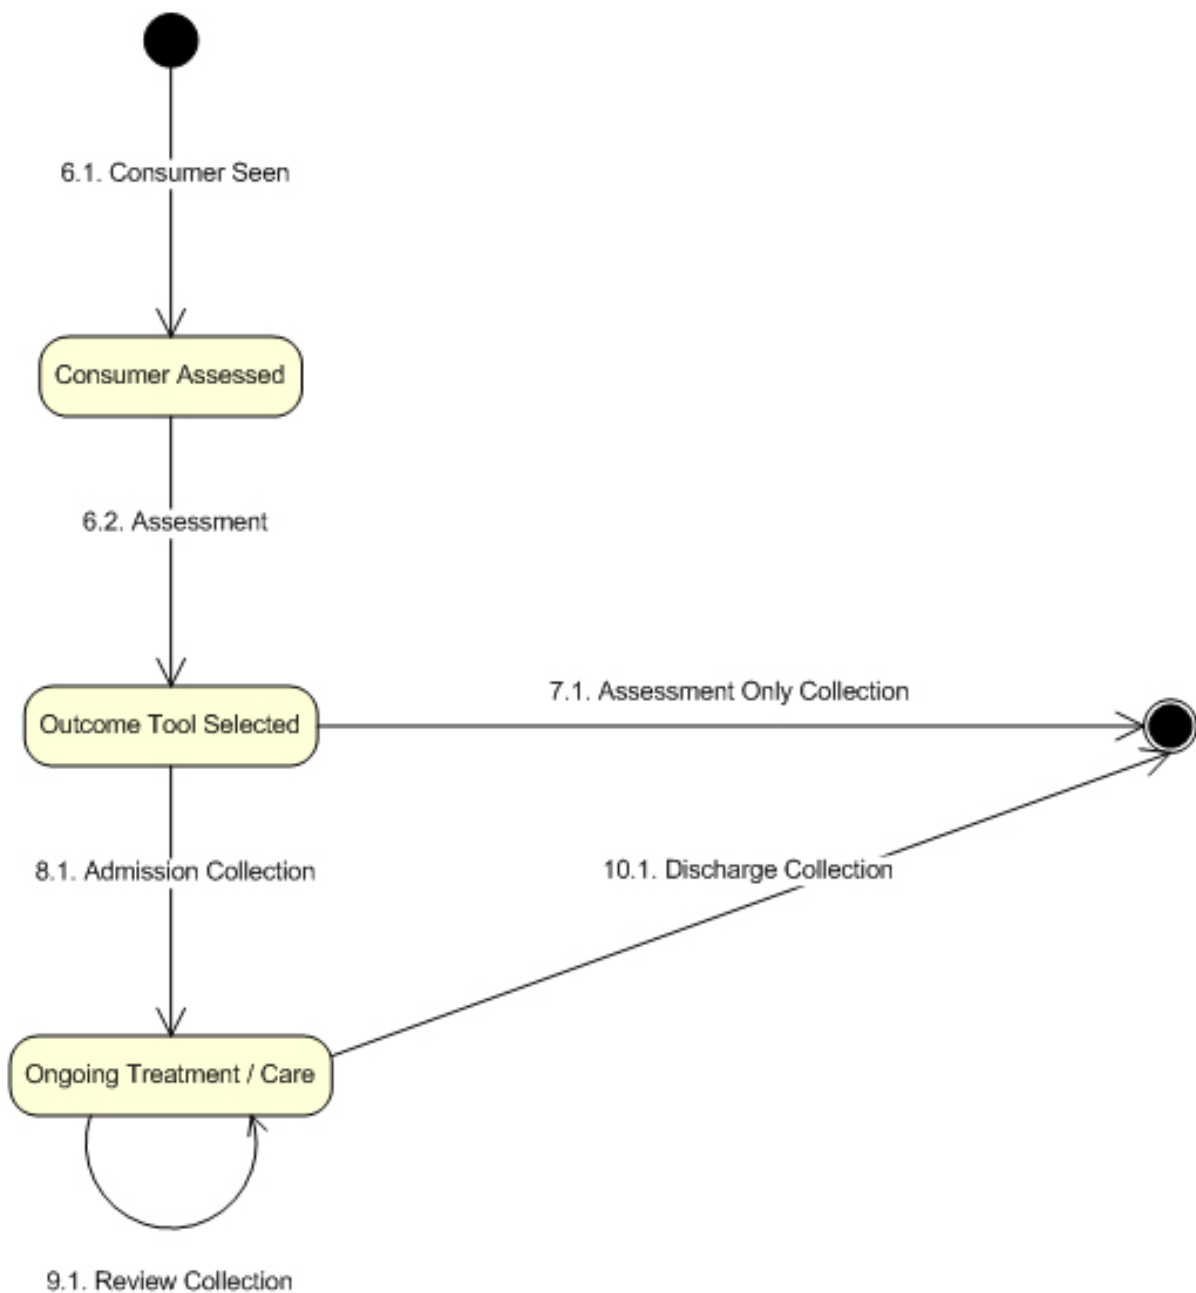 6.1. Consumer Seen
Consumer Assessed
6.2. Assessment
7.1. Assessment Only Collection
Outcome Tool Selected
8.1. Admission Collection
10.1. Discharge Collection
Ongoing Treatment / Care
9.1. Review Collection